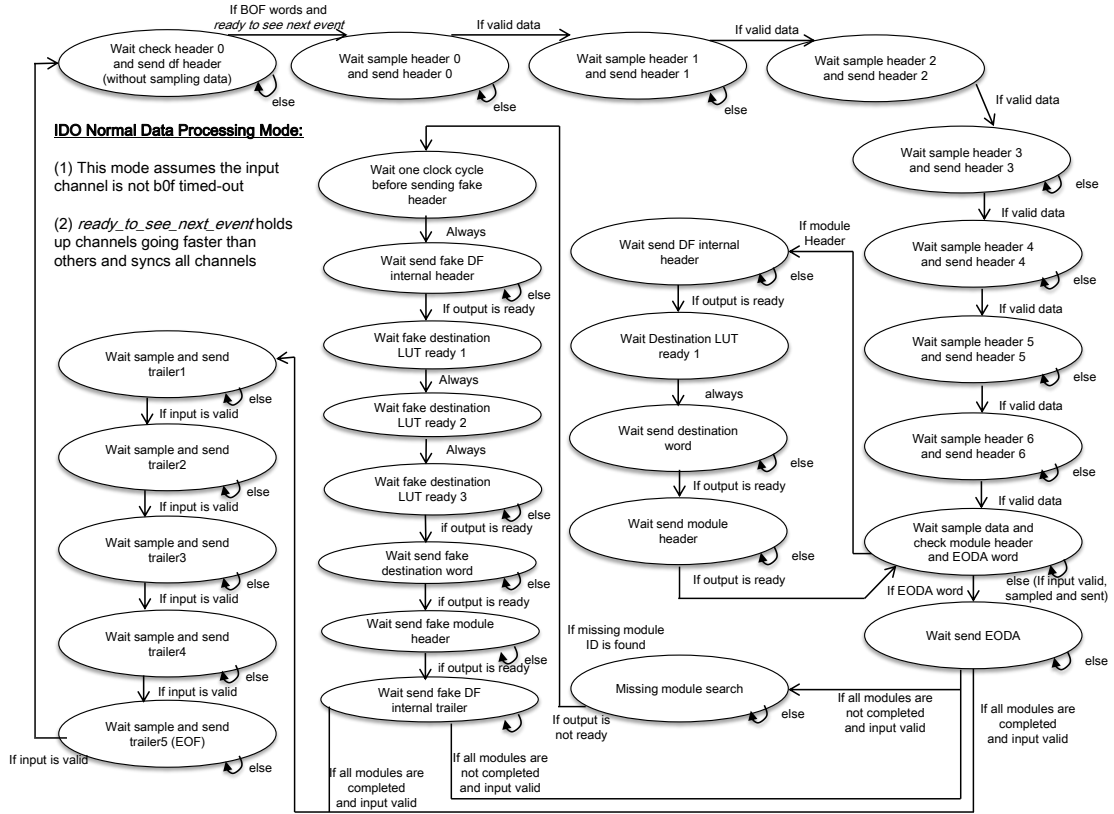 If BOF words and
ready to see next event
If valid data
If valid data
Wait check header 0
and send df header
(without sampling data)
else
Wait sample header 0
and send header 0
else
Wait sample header 1
and send header 1
else
Wait sample header 2
and send header 2
If valid data
IDO Normal Data Processing Mode:
(1) This mode assumes the input
channel is not b0f timed-out
(2) ready_to_see_next_event holds
up channels going faster than
others and syncs all channels
Wait sample header 3
and send header 3
else
If valid data
Wait sample header 4
and send header 4
else
If valid data
Wait sample header 5
and send header 5
else
If valid data
Wait sample header 6
and send header 6
else
If valid data
Wait sample data and
check module header
and EODA word
else (If input valid,
sampled and sent)
If EODA word
Wait send EODA
else
If module
Header
Wait send DF internal
header
else
If output is ready
Wait Destination LUT
ready 1
always
Wait send destination
word
else
If output is ready
Wait send module
header
else
If output is ready
If all modules are
not completed
and input valid
If all modules are
completed
and input valid
Missing module search
else
If missing module
ID is found
If output is
not ready
Wait one clock cycle
before sending fake
header
Always
Wait send fake DF
internal header
else
If output is ready
Wait fake destination
LUT ready 1
Always
Wait fake destination
LUT ready 2
Always
Wait fake destination
LUT ready 3
else
if output is ready
Wait send fake
destination word
else
if output is ready
Wait send fake module
header
else
if output is ready
Wait send fake DF
internal trailer
else
If all modules are
completed
and input valid
If all modules are
not completed
and input valid
Wait sample and send
trailer1
else
If input is valid
Wait sample and send
trailer2
else
If input is valid
Wait sample and send
trailer3
else
If input is valid
Wait sample and send
trailer4
else
If input is valid
Wait sample and send
trailer5 (EOF)
else
If input is valid